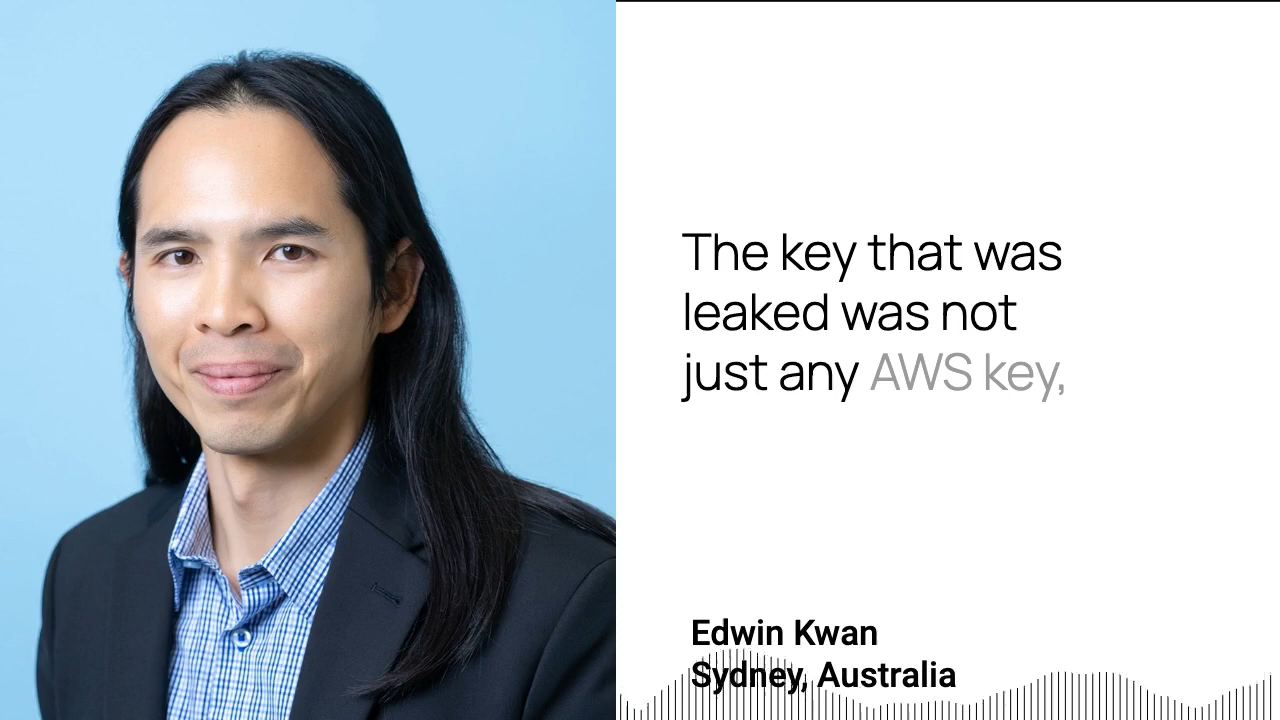 The key that was
leaked was not
just any AWS key,
Edwin Kwan
Sydney, Australia